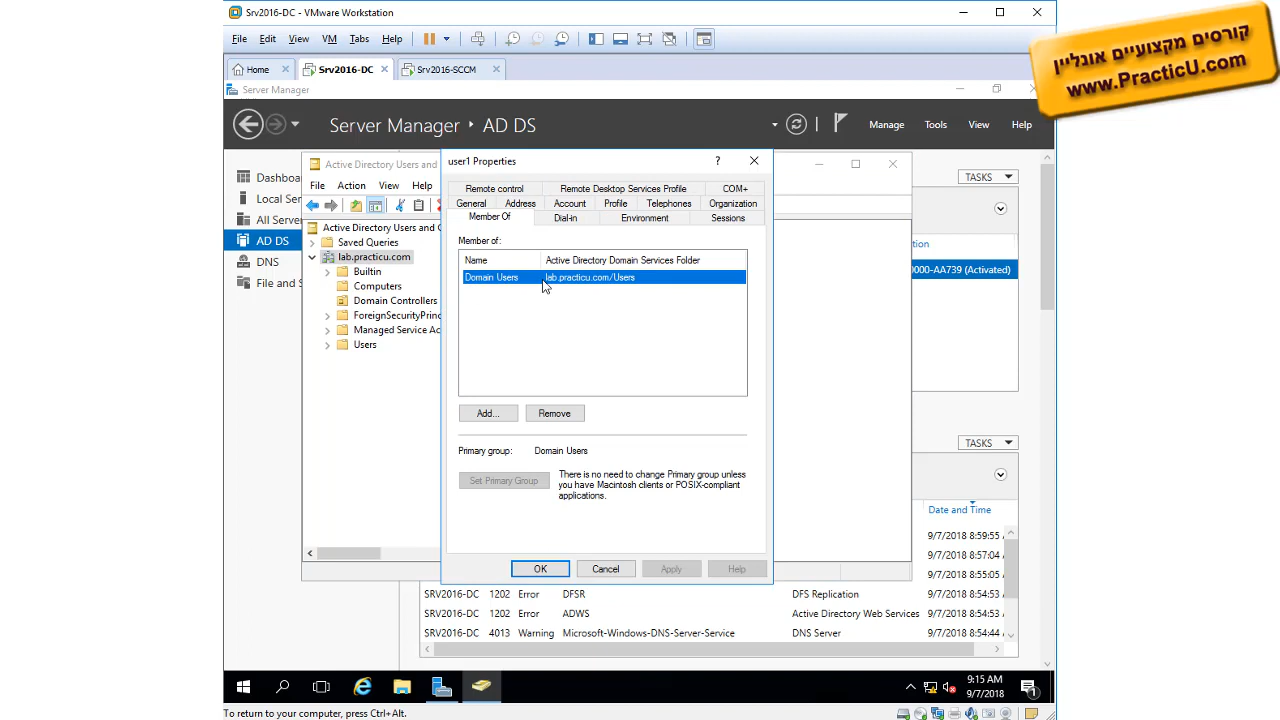 Srv2016-DC - VMware Workstation
File Edit View VM Tabs Help
Home Srv2016-DC Srv2016-SCCM
קורסים מקצועיים אונליין
www.PracticU.com
Server Manager
Server Manager AD DS
Manage Tools View Help
Dashboa
Local Ser
All Server
AD DS
DNS
File and S
TASKS
Active Directory Users and
File Action View Help
Active Directory Users and C
Saved Queries
lab.practicu.com
Builtin
Computers
Domain Controllers
ForeignSecurityPrinc
Managed Service Ac
Users
user1 Properties
Remote control Remote Desktop Services Profile COM+
General Address Account Profile Telephones Organization
Member Of Dial-in Environment Sessions
Member of:
Name Active Directory Domain Services Folder
Domain Users lab.practicu.com/Users
Add... Remove
Primary group: Domain Users
Set Primary Group
There is no need to change Primary group unless
you have Macintosh clients or POSIX-compliant
applications.
OK Cancel Apply Help
ition
0000-AA739 (Activated)
TASKS
Date and Time
9/7/2018 8:59:55
9/7/2018 8:57:04
9/7/2018 8:55:05
SRV2016-DC 1202 Error DFSR DFS Replication 9/7/2018 8:54:53
SRV2016-DC 1202 Error ADWS Active Directory Web Services 9/7/2018 8:54:53
SRV2016-DC 4013 Warning Microsoft-Windows-DNS-Server-Service DNS Server 9/7/2018 8:54:44
9:15 AM
9/7/2018
1
To return to your computer, press Ctrl+Alt.